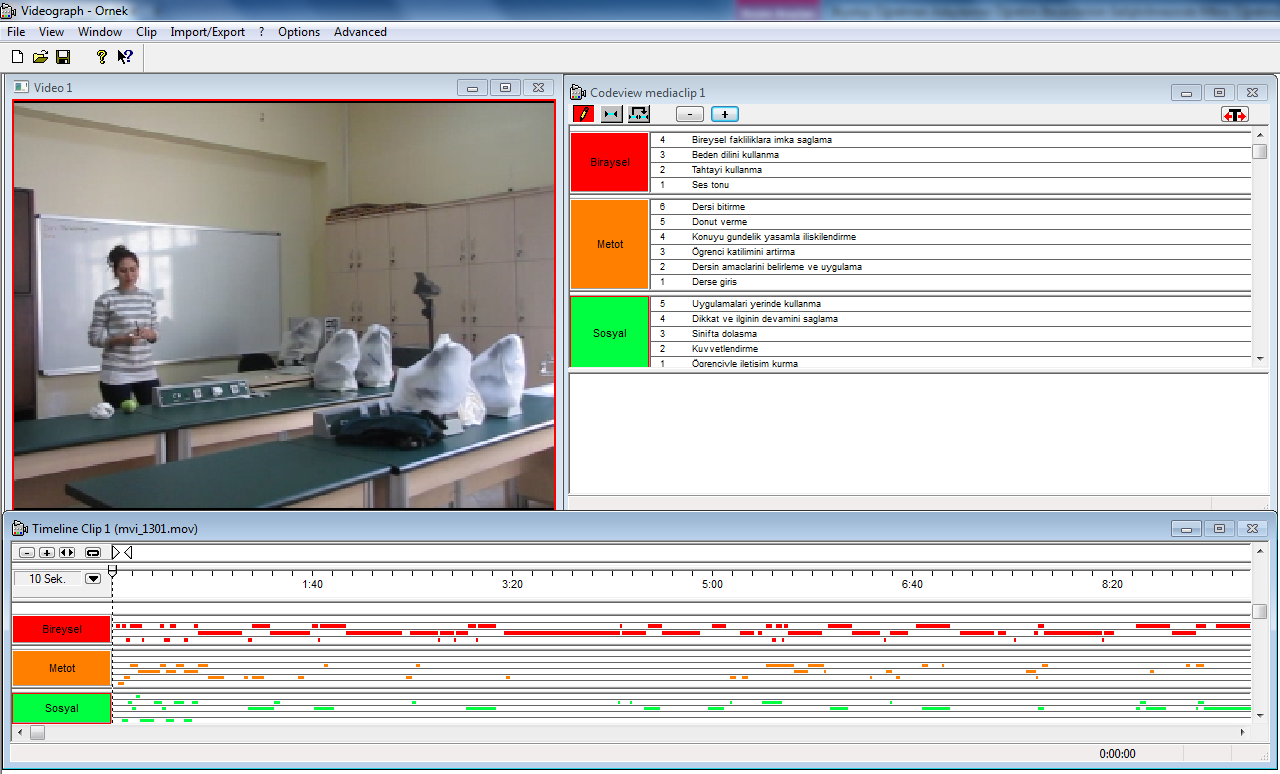 Videograph - Ornek
File View Window Clip Import/Export ? Options Advanced
Video 1
Codeview mediaclip 1
- +
Biraysel
4 Bireysel fakliliklara imka saglama
3 Beden dilini kullanma
2 Tahtayi kullanma
1 Ses tonu
Metot
6 Dersi bitirme
5 Donut verme
4 Konuyu gundelik yasamla iliskilendirme
3 Ögrenci katilimini artirma
2 Dersin amaclarini belirleme ve uygulama
1 Derse giris
Sosyal
5 Uygulamalari yerinde kullanma
4 Dikkat ve ilginin devamini saglama
3 Sinifta dolasma
2 Kuvvetlendirme
1 Ögrenciyle iletisim kurma
Timeline Clip 1 (mvi_1301.mov)
- +
10 Sek. 1:40 3:20 5:00 6:40 8:20
Bireysel
Metot
Sosyal
0:00:00